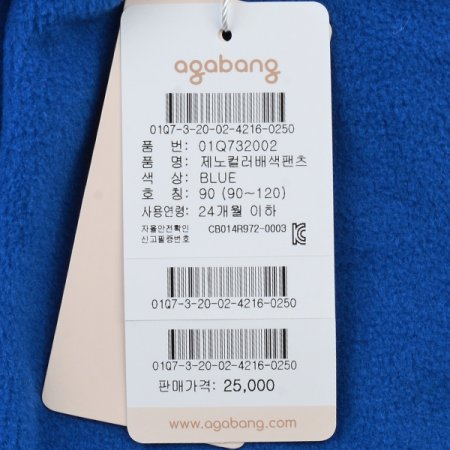 agabang
01Q7-3-20-02-4216-0250
품 번: 01Q732002
품 명: 제노컬러배색팬츠
색 상: BLUE
호 칭: 90 (90~120)
사용연령: 24개월 이하
자율안전확인
신고필증번호 CB014R972-0003
01Q7-3-20-02-4216-0250
01Q7-3-20-02-4216-0250
판매가격: 25,000
www.agabang.com